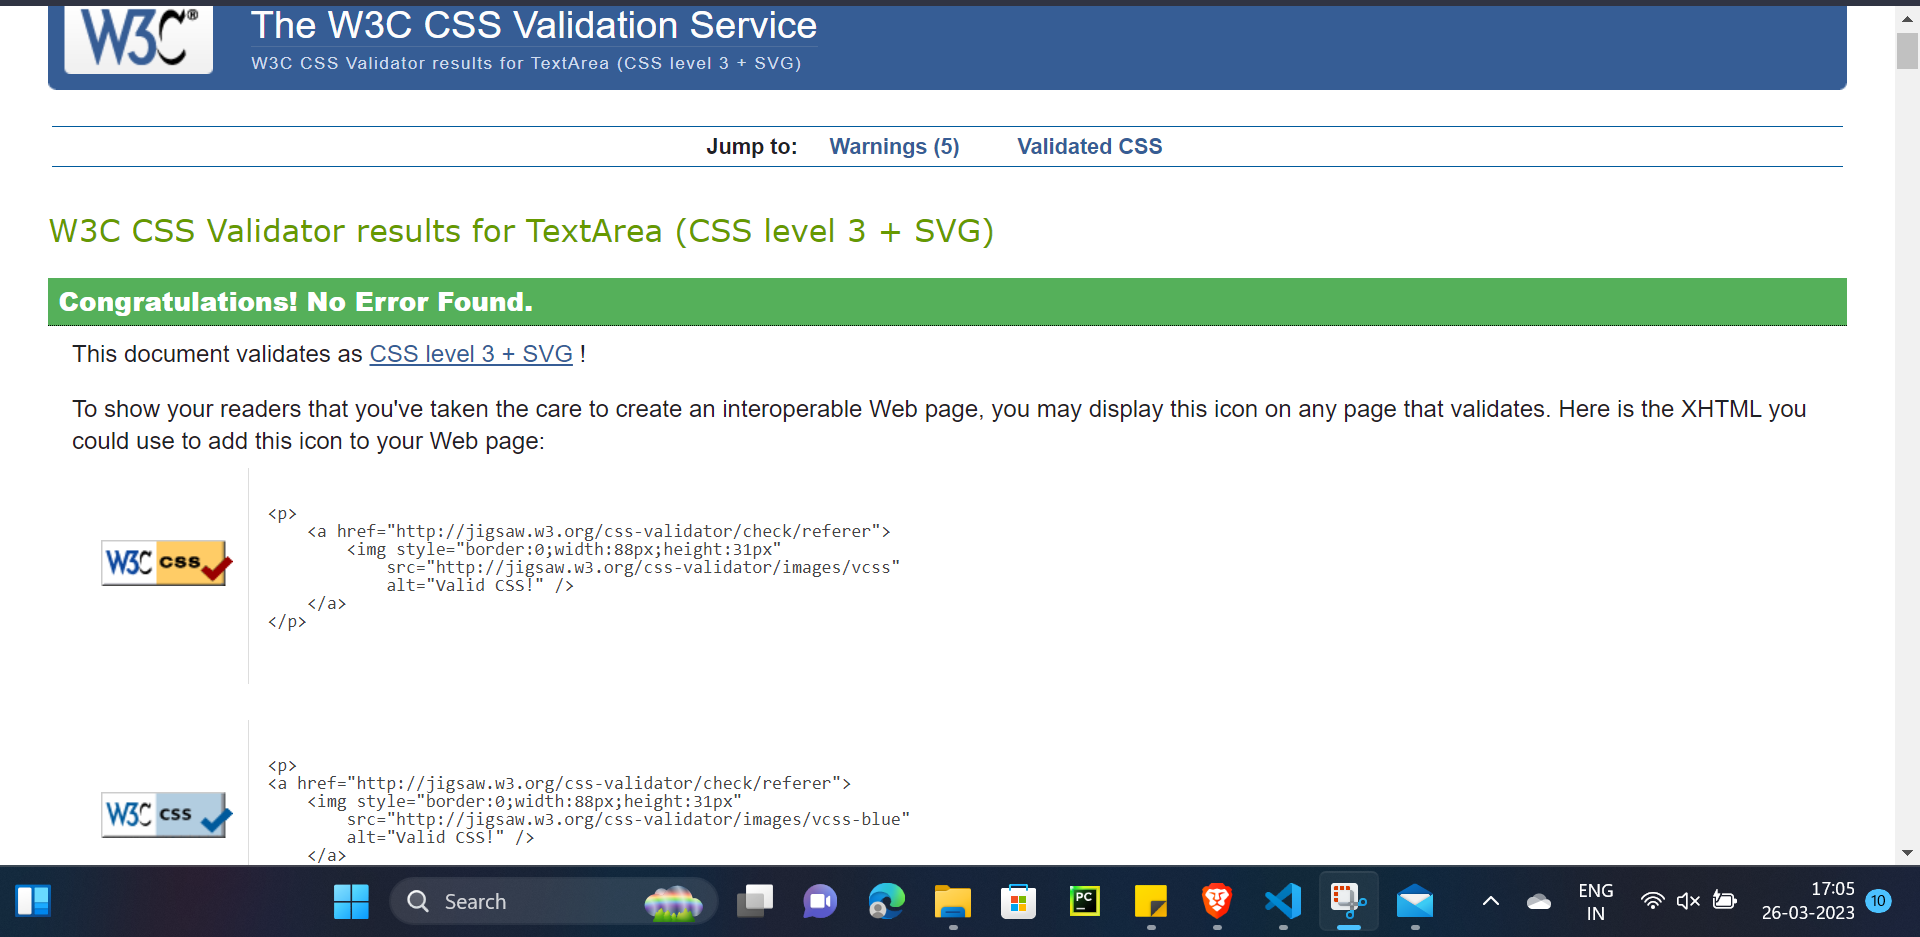 W3C®
The W3C CSS Validation Service
W3C CSS Validator results for TextArea (CSS level 3 + SVG)
Jump to: Warnings (5) Validated CSS
W3C CSS Validator results for TextArea (CSS level 3 + SVG)
Congratulations! No Error Found.
This document validates as CSS level 3 + SVG !
To show your readers that you've taken the care to create an interoperable Web page, you may display this icon on any page that validates. Here is the XHTML you
could use to add this icon to your Web page:
W3C css
<p>
<a href="http://jigsaw.w3.org/css-validator/check/referer">
<img style="border:0;width:88px;height:31px"
src="http://jigsaw.w3.org/css-validator/images/vcss"
alt="Valid CSS!" />
</a>
</p>
W3C css
<p>
<a href="http://jigsaw.w3.org/css-validator/check/referer">
<img style="border:0;width:88px;height:31px"
src="http://jigsaw.w3.org/css-validator/images/vcss-blue"
alt="Valid CSS!" />
</a>
Search
PC
ENG
IN
17:05
26-03-2023
10